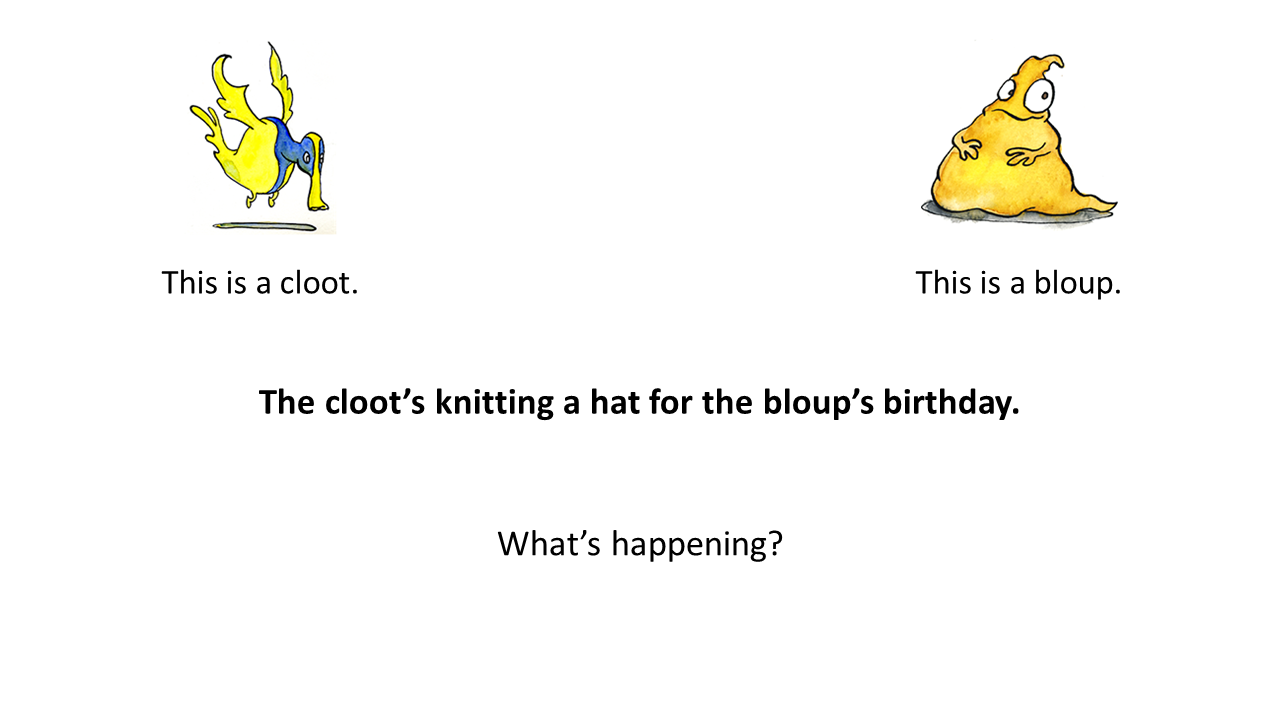 This is a cloot.
This is a bloup.
The cloot’s knitting a hat for the bloup’s birthday.
What’s happening?